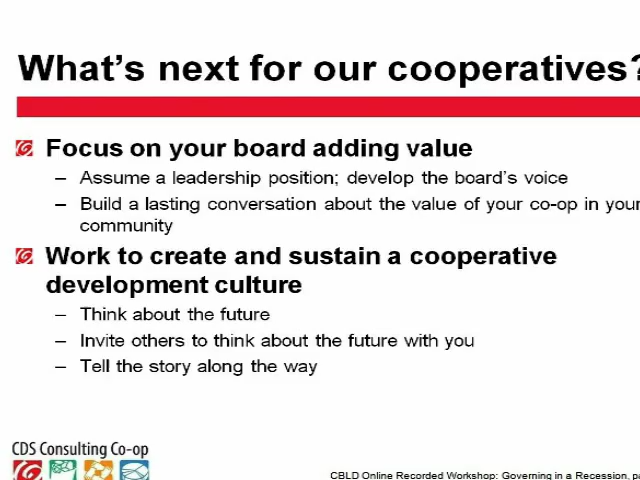 What's next for our cooperatives?
Focus on your board adding value
– Assume a leadership position; develop the board's voice
– Build a lasting conversation about the value of your co-op in your
community
Work to create and sustain a cooperative
development culture
– Think about the future
– Invite others to think about the future with you
– Tell the story along the way
CDS Consulting Co-op
CBLD Online Recorded Workshop: Governing in a Recession,